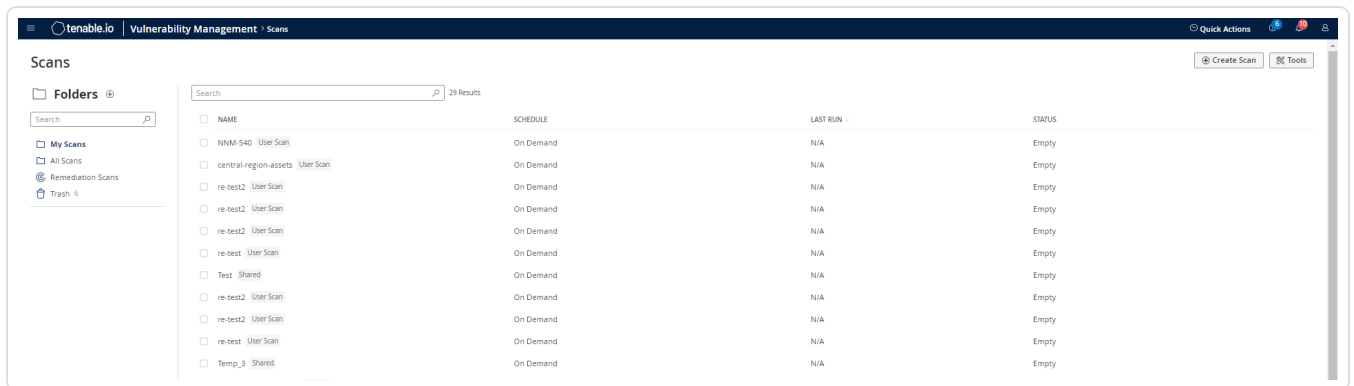 tenable.io Vulnerability Management > Scans Quick Actions 6 10
Scans Create Scan Tools
Folders
Search
My Scans
All Scans
Remediation Scans
Trash 6
Search 29 Results
NAME SCHEDULE LAST RUN STATUS
NNM-540 User Scan On Demand N/A Empty
central-region-assets User Scan On Demand N/A Empty
re-test2 User Scan On Demand N/A Empty
re-test2 User Scan On Demand N/A Empty
re-test2 User Scan On Demand N/A Empty
re-test User Scan On Demand N/A Empty
Test Shared On Demand N/A Empty
re-test2 User Scan On Demand N/A Empty
re-test2 User Scan On Demand N/A Empty
re-test User Scan On Demand N/A Empty
Temp_3 Shared On Demand N/A Empty